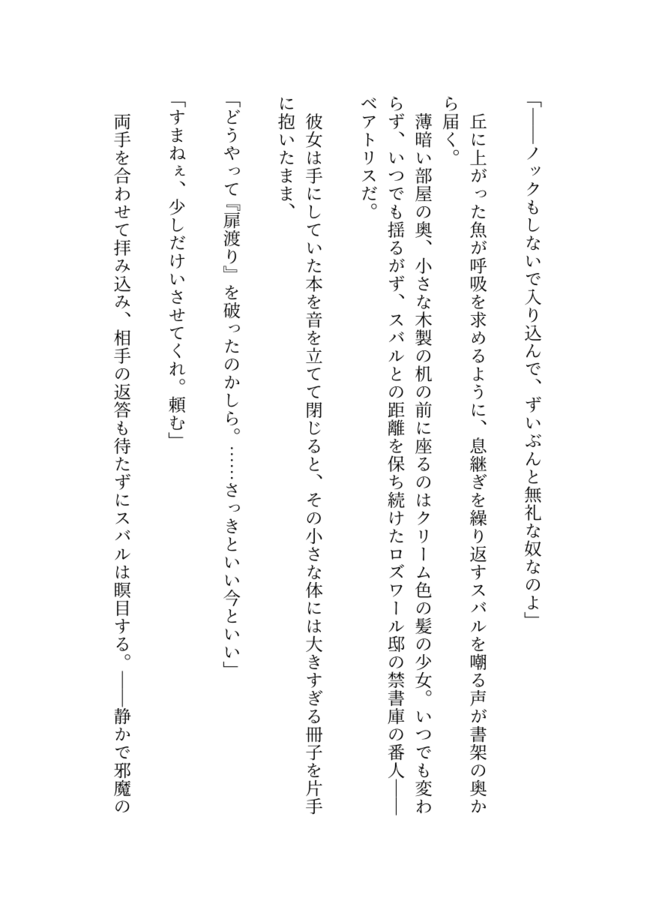 「――ノックもしないで入り込んで、ずいぶんと無礼な奴なのよ」
丘に上がった魚が呼吸を求めるように、息継ぎを繰り返すスバルを嘲る声が書架の奥か
ら届く。
薄暗い部屋の奥、小さな木製の机の前に座るのはクリーム色の髪の少女。いつでも変わ
らず、いつでも揺るがず、スバルとの距離を保ち続けたロズワール邸の禁書庫の番人――
ベアトリスだ。
彼女は手にしていた本を音を立てて閉じると、その小さな体には大きすぎる冊子を片手
に抱いたまま、
「どうやって『扉渡り』を破ったのかしら。……さっきといい今といい」
「すまねぇ、少しだけいさせてくれ。頼む」
両手を合わせて拝み込み、相手の返答も待たずにスバルは瞑目する。――静かで邪魔の